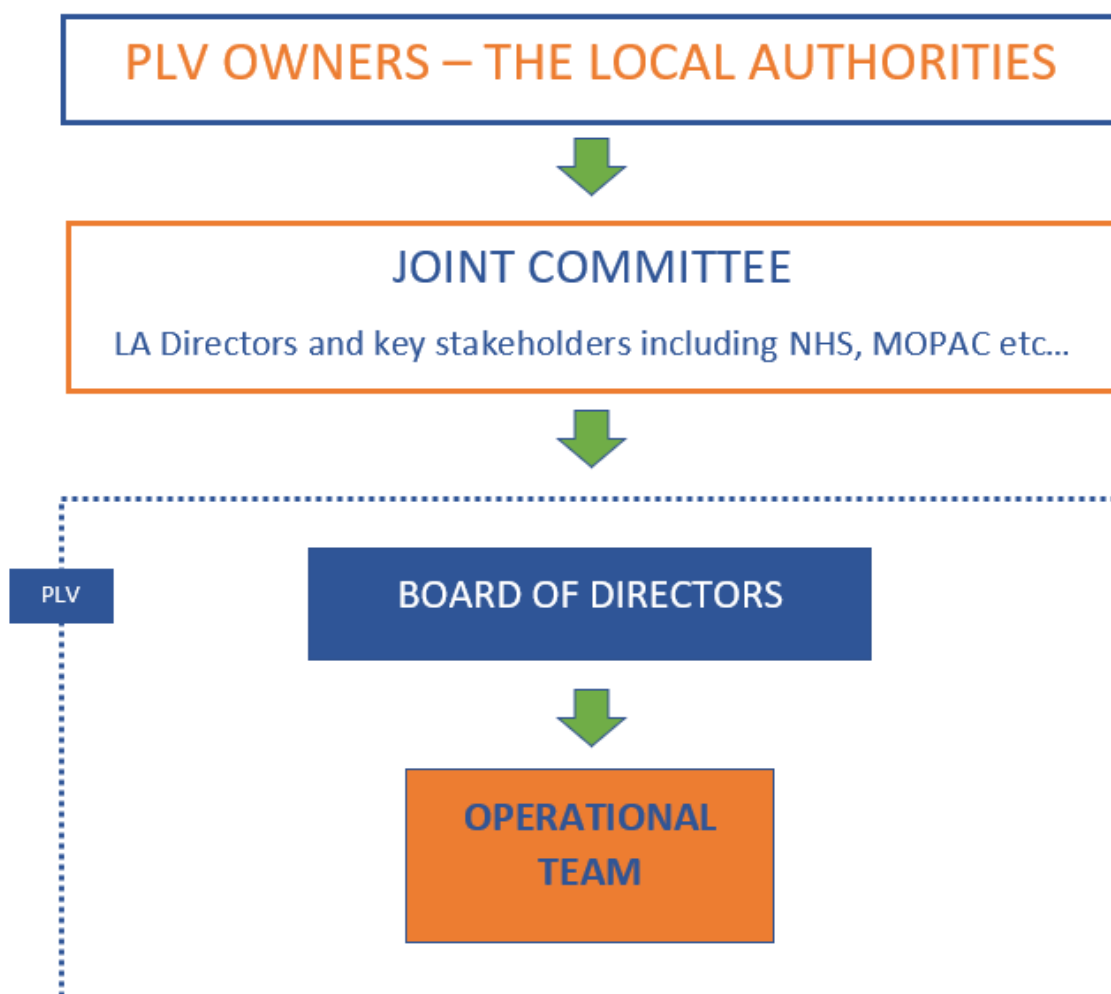 PLV OWNERS – THE LOCAL AUTHORITIES
JOINT COMMITTEE
LA Directors and key stakeholders including NHS, MOPAC etc...
PLV
BOARD OF DIRECTORS
OPERATIONAL
TEAM